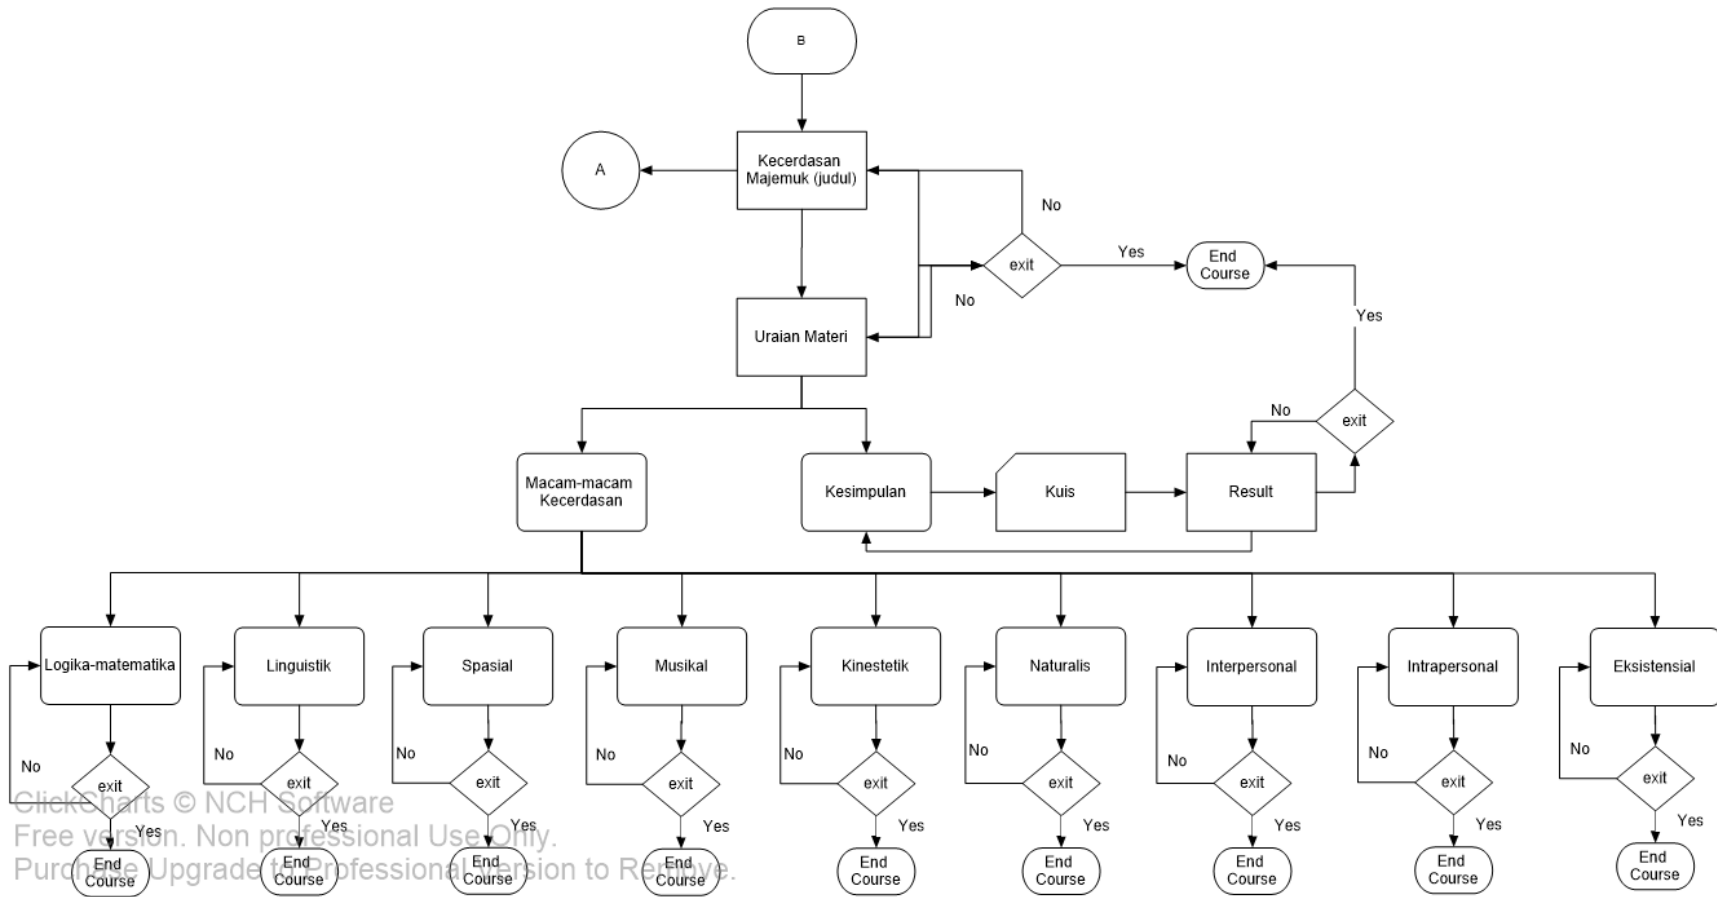 B
A
Kecerdasan
Majemuk (judul)
No
exit
Yes
End
Course
No
Uraian Materi
Yes
No
exit
Macam-macam
Kecerdasan
Kesimpulan
Kuis
Result
Logika-matematika
Linguistik
Spasial
Musikal
Kinestetik
Naturalis
Interpersonal
Intrapersonal
Eksistensial
No
No
No
No
No
No
No
No
No
exit
exit
exit
exit
exit
exit
exit
exit
exit
Yes
Yes
Yes
Yes
Yes
Yes
Yes
Yes
Yes
End
Course
End
Course
End
Course
End
Course
End
Course
End
Course
End
Course
End
Course
End
Course
ClickCharts © NCH Software
Free version. Non professional Use Only.
Purchase Upgrade to Professional version to Remove.